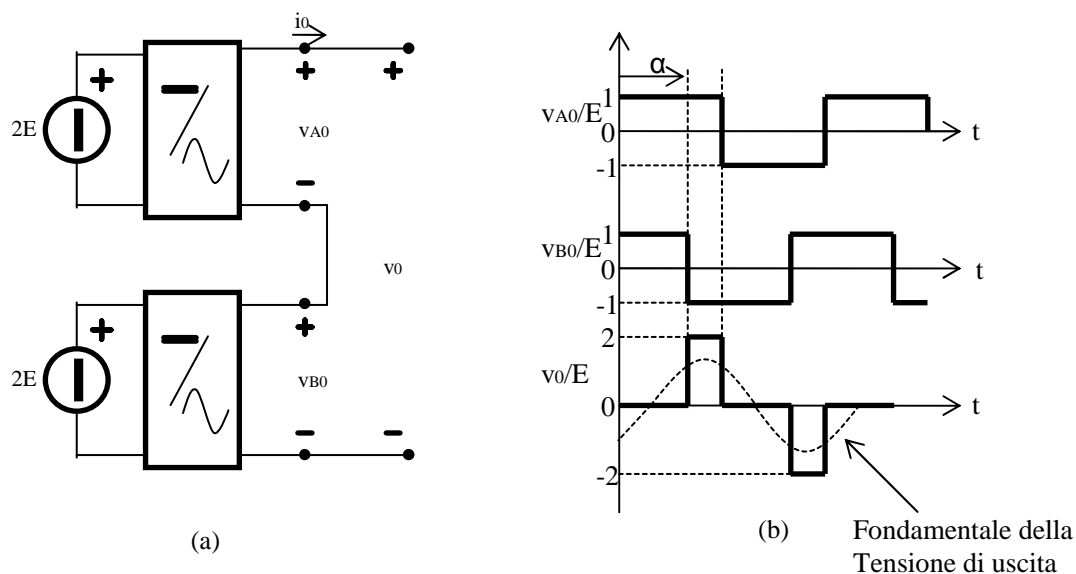 i0
+
+
+
2E
vA0
-
-
v0
+
+
2E
vB0
-
-
(a)
α
vA0/E
1
0
-1
t
vB0/E
1
0
-1
t
2
v0/E
0
-2
t
(b)
Fondamentale della
Tensione di uscita